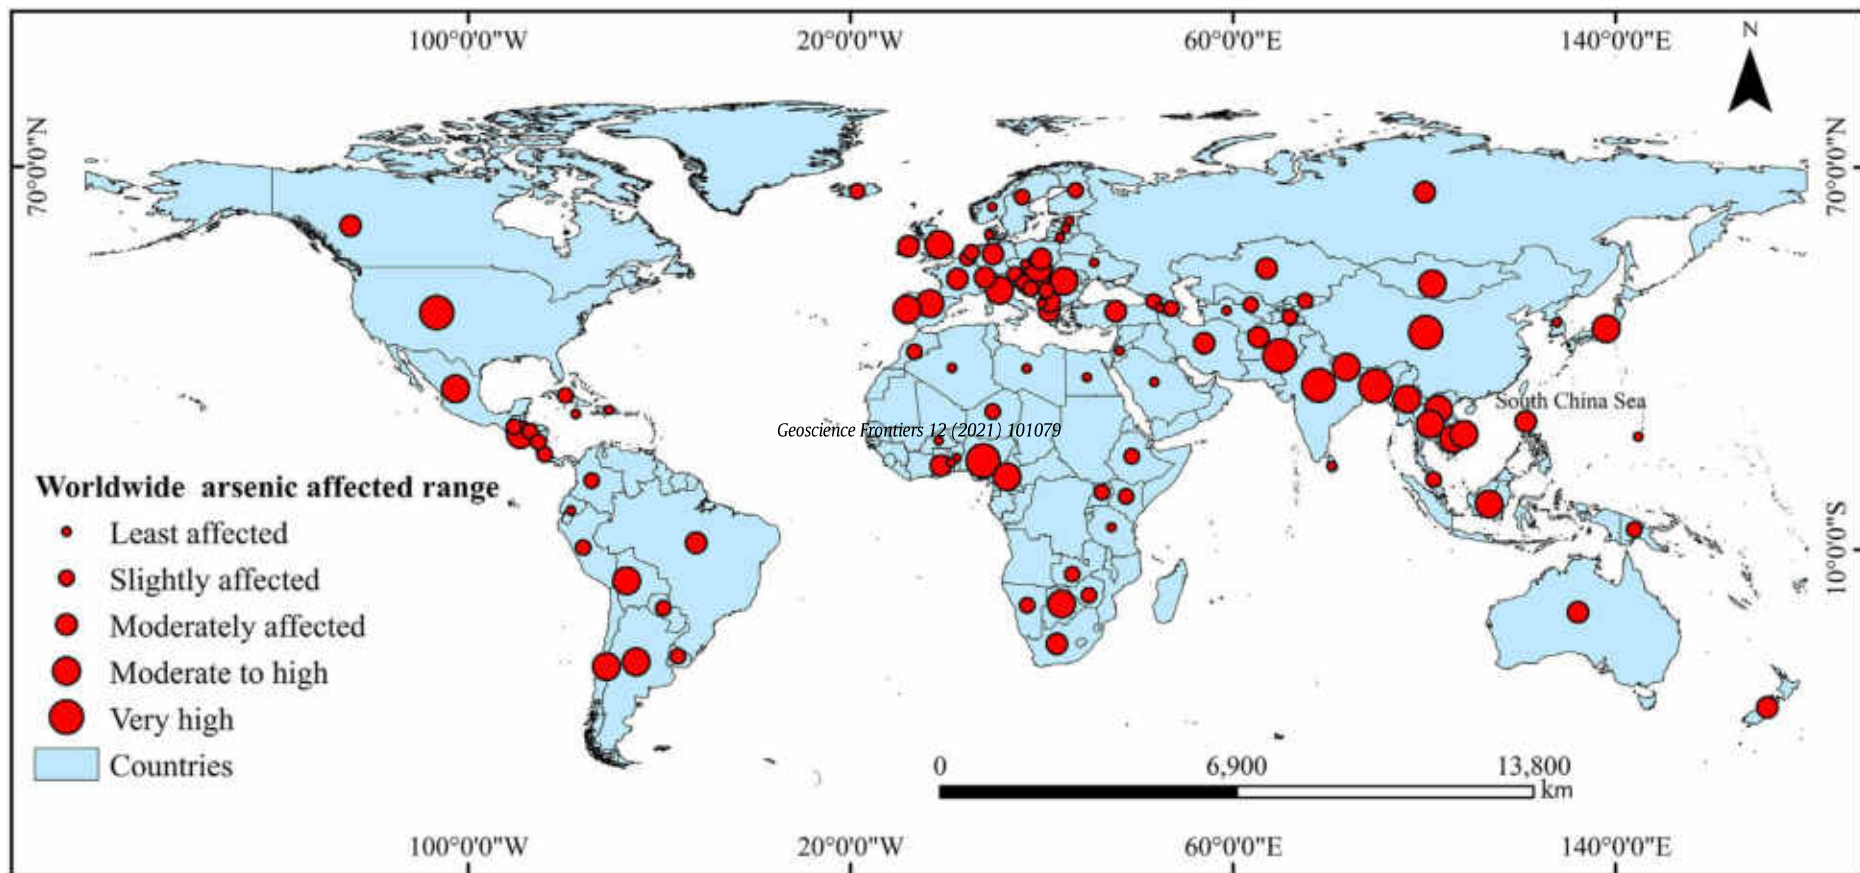 100°0'0"W 20°0'0"W 60°0'0"E 140°0'0"E
N
70°0'0"N
70°0'0"N
South China Sea
Geoscience Frontiers 12 (2021) 101079
Worldwide arsenic affected range
Least affected
Slightly affected
Moderately affected
Moderate to high
Very high
Countries
10°0'0"S
0 6,900 13,800
km
100°0'0"W 20°0'0"W 60°0'0"E 140°0'0"E